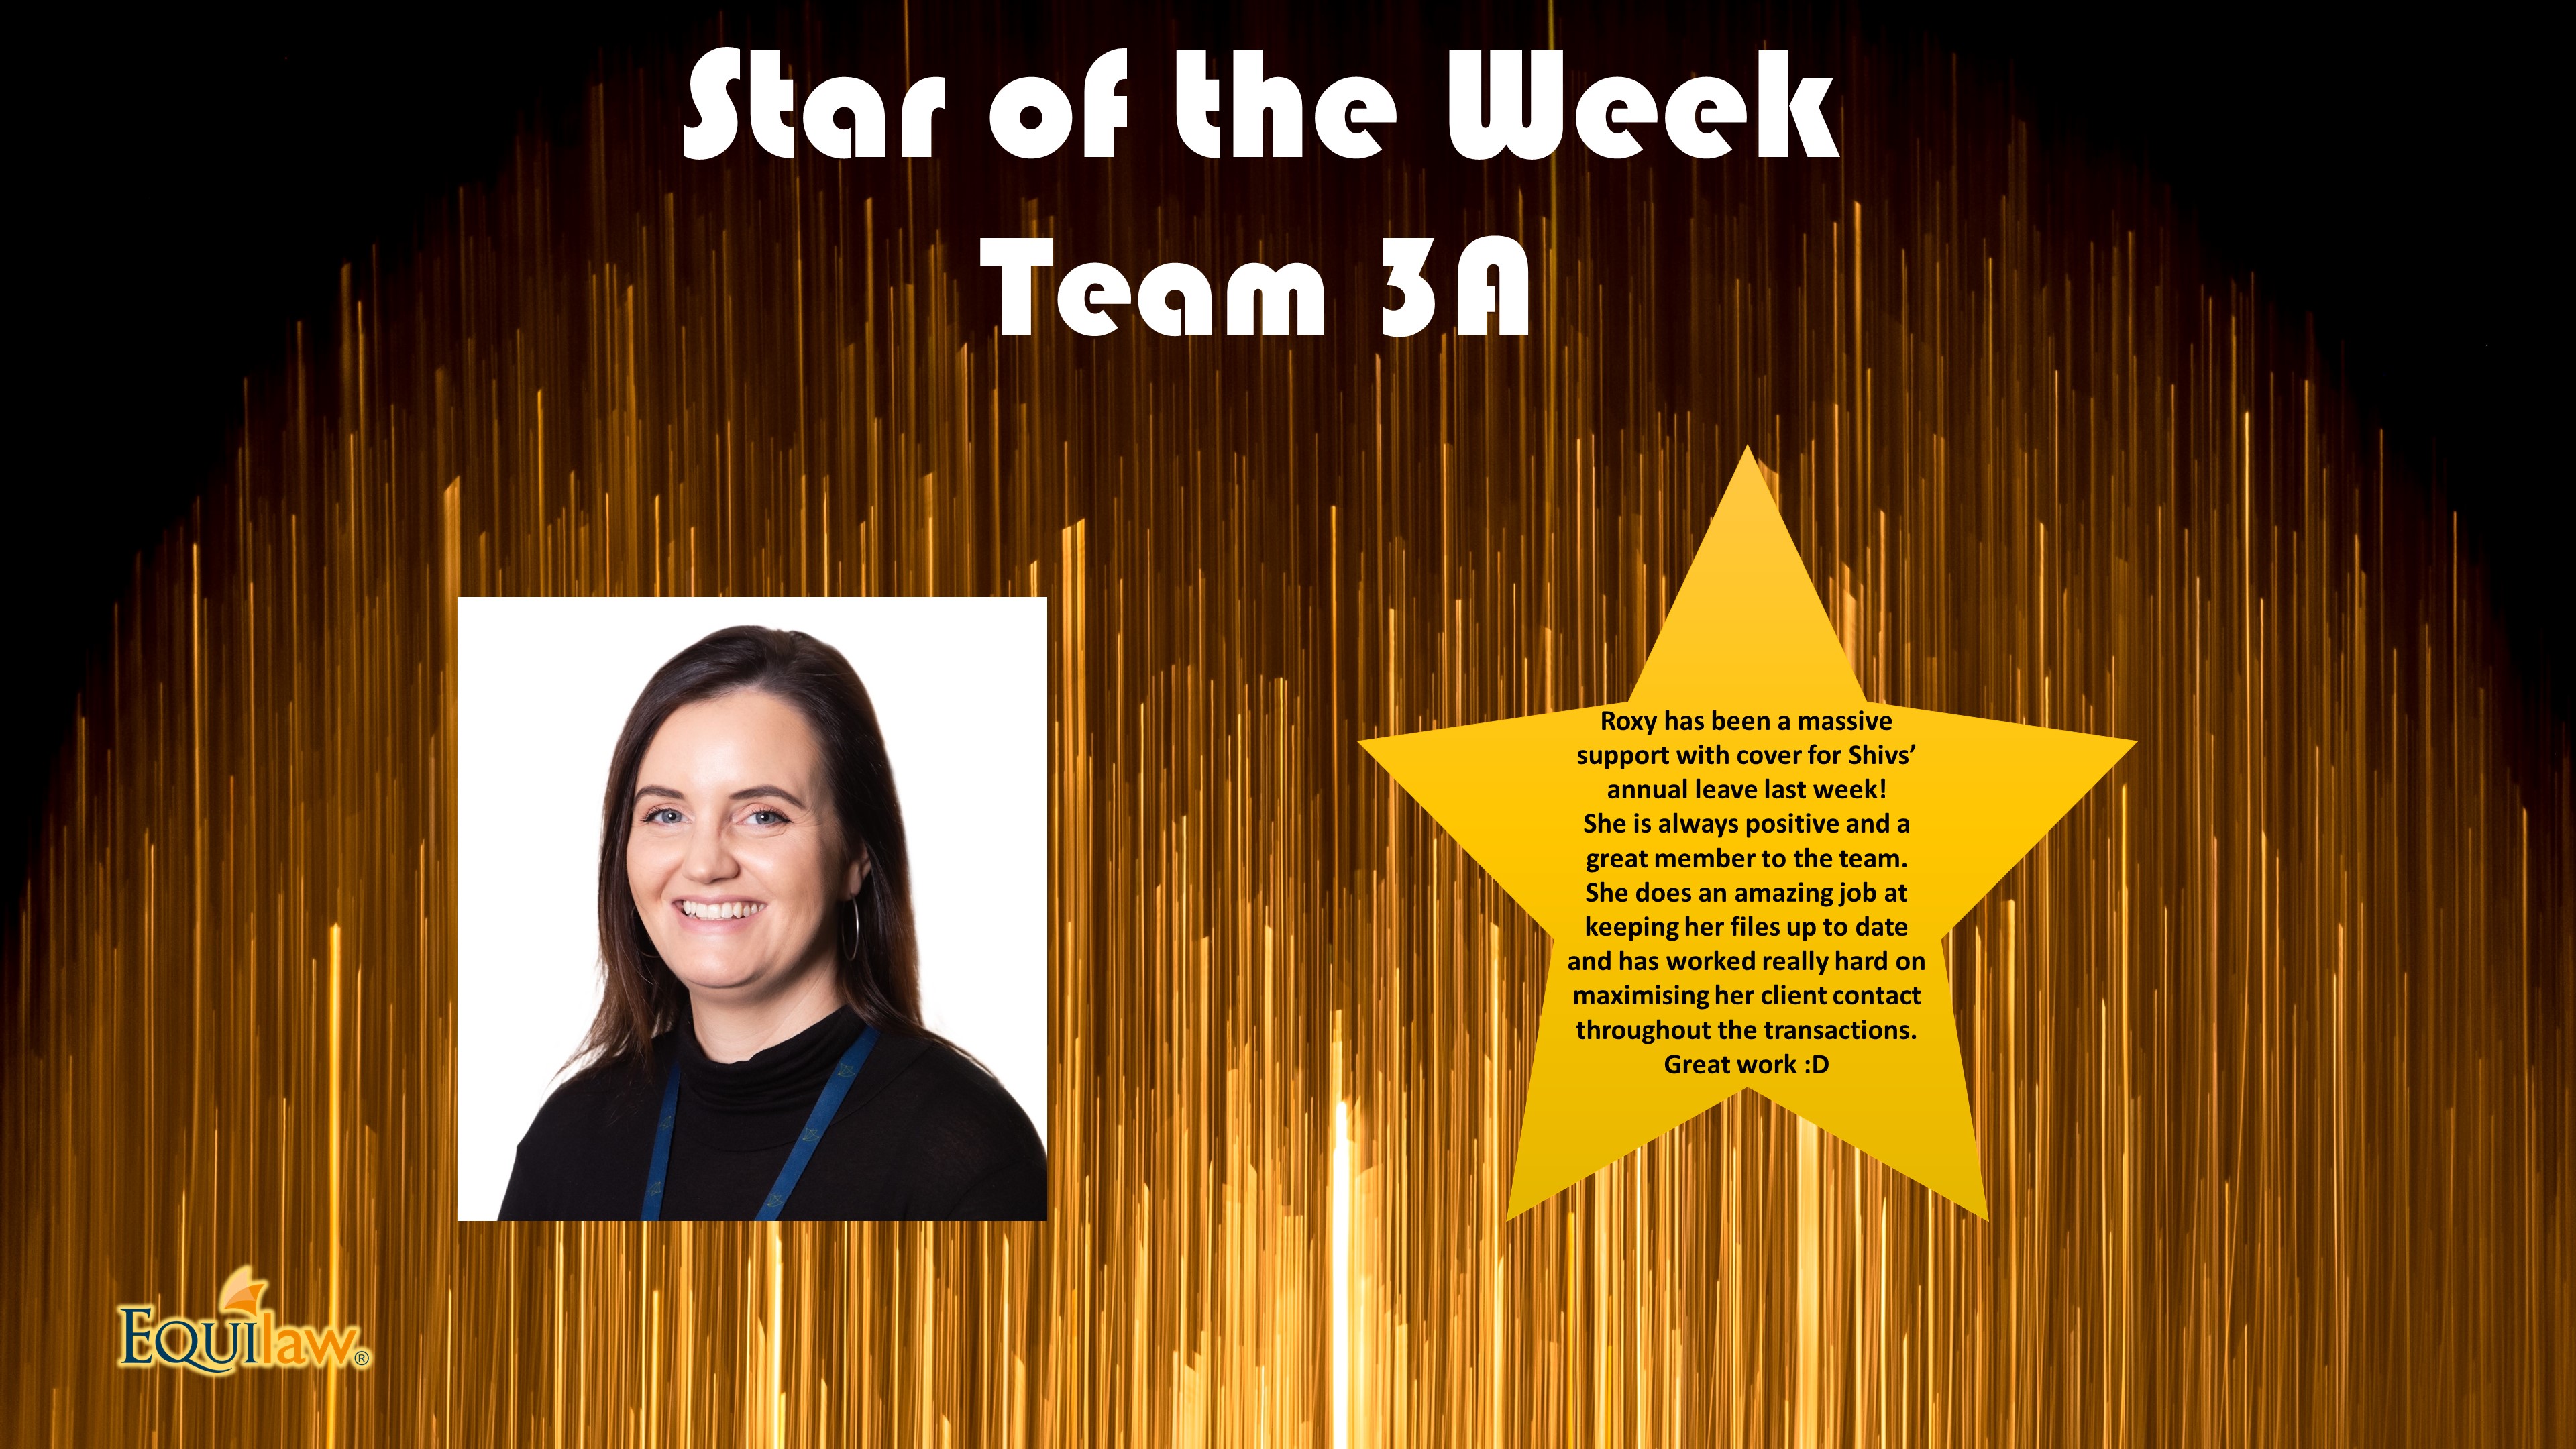 Star of the Week
Team 3A
Roxy has been a massive
support with cover for Shivs’
annual leave last week!
She is always positive and a
great member to the team.
She does an amazing job at
keeping her files up to date
and has worked really hard on
maximising her client contact
throughout the transactions.
Great work :D
EQUIlaw®